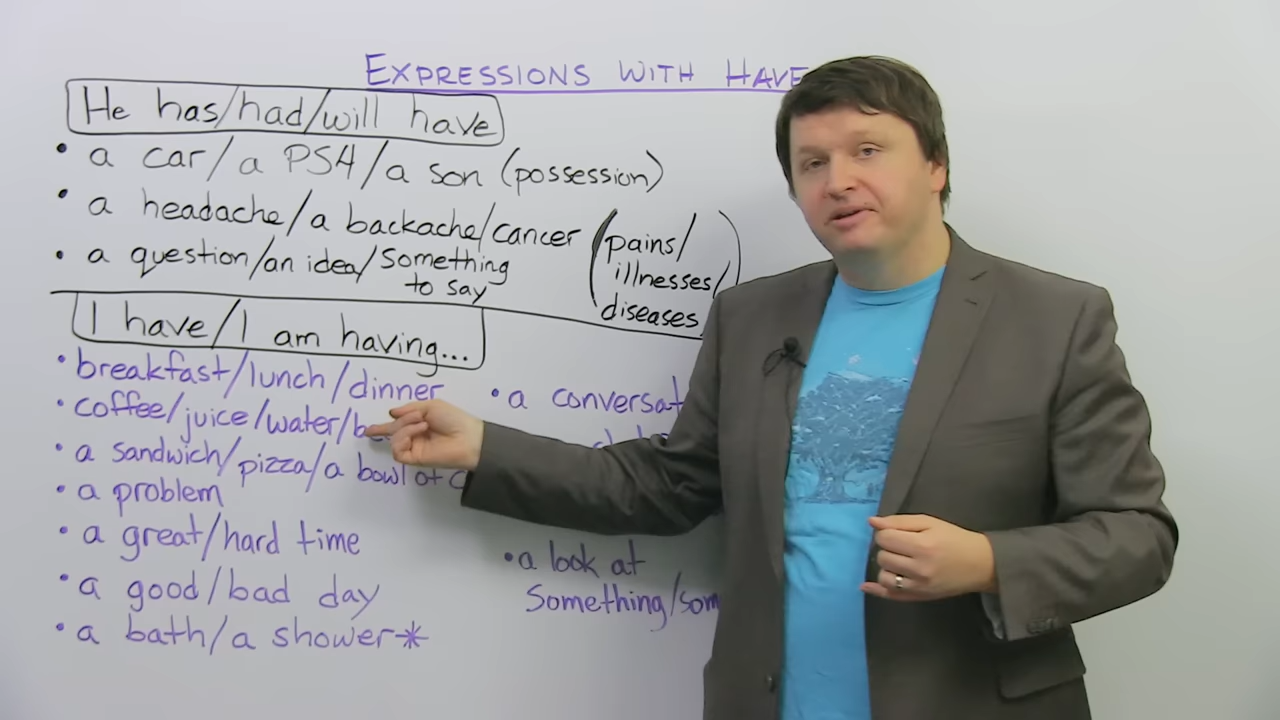 EXPRESSIONS WITH HAVE
He has/had/will have
• a car/a PS4/a son (possession)
• a headache/a backache/cancer (pains/
illnesses/
diseases
• a question/an idea/something
to say
I have/I am having...
• breakfast/lunch/dinner
• coffee/juice/water/
• a sandwich/pizza/a bowl of
• a problem
• a great/hard time
• a good/bad day
• a bath/a shower*
• a
• a look at
something/